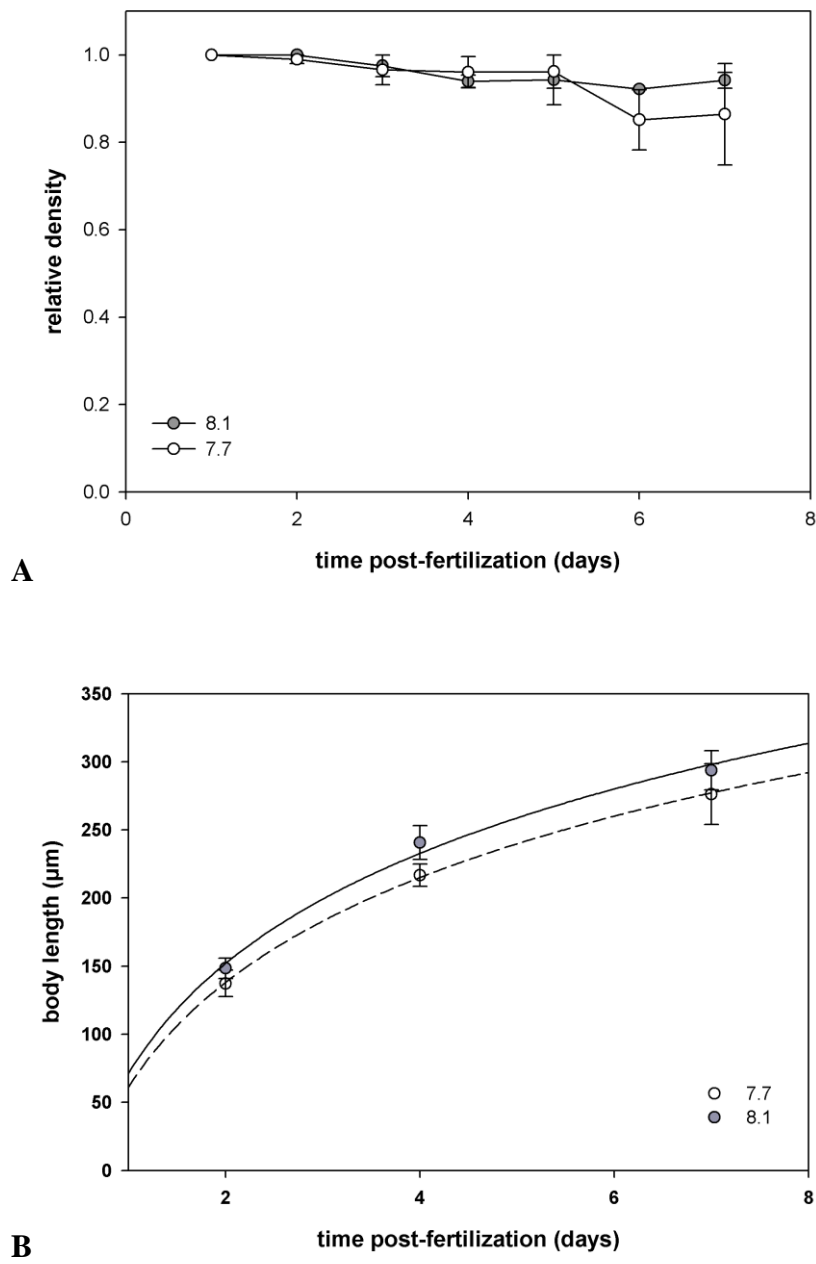 1.0
0.8
0.6
0.4
0.2
0.0
relative density
8.1
7.7
0 2 4 6 8
time post-fertilization (days)
A
350
300
250
200
150
100
50
0
body length (µm)
7.7
8.1
2 4 6 8
time post-fertilization (days)
B